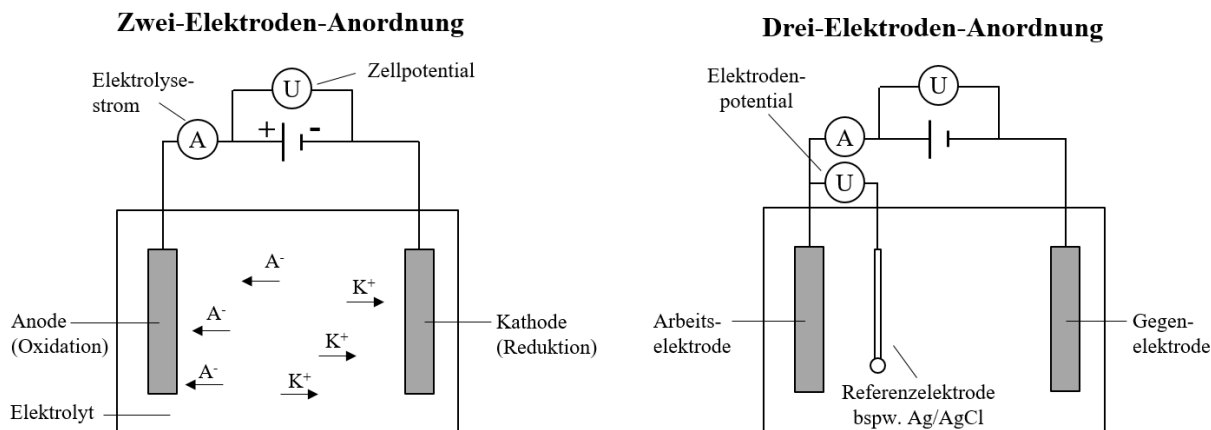 Zwei-Elektroden-Anordnung
Elektrolyse-
strom
Zellpotential
U
A
+
-
A-
A-
A-
K+
K+
K+
Anode
(Oxidation)
Kathode
(Reduktion)
Elektrolyt
Drei-Elektroden-Anordnung
Elektroden-
potential
U
A
U
Arbeits-
elektrode
Gegen-
elektrode
Referenzelektrode
bspw. Ag/AgCl